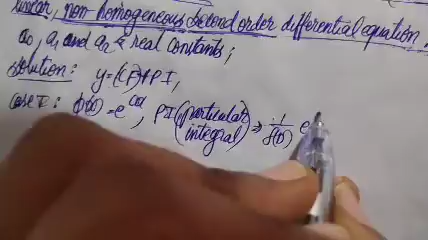 linear, non-homogeneous second order differential equation.
a₀, a₁ and a₂ → real constants;
solution: y = (CF) + PI,
case I: ϕ(x) = e^ax, PI (particular integral) ⇒ 1/f(D) e